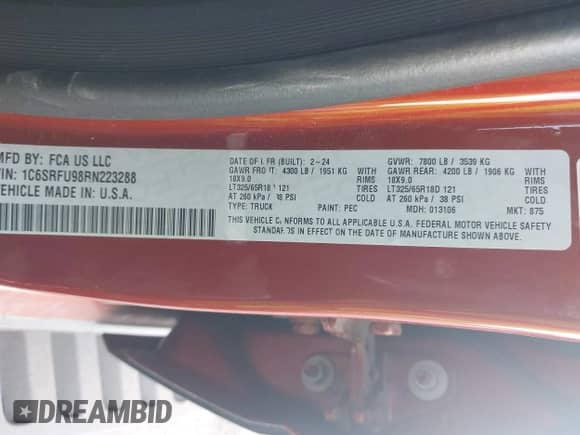 MFD BY: FCA US LLC
VIN: 1C6SRFU98RN223288
VEHICLE MADE IN: U.S.A.
DATE OF MFR (BUILT) 2-24
GAWR FRONT 4300 LB / 1951 KG WITH
18X9.0 RIMS
LT325/65R18 121
AT 260 kPa / 38 PSI COLD
TYPE: TRUCK PAINT: PEC
GVWR: 7800 LB / 3539 KG
GAWR REAR: 4200 LB / 1906 KG WITH
18X9.0 RIMS
LT325/65R18D 121
AT 260 kPa / 38 PSI COLD
MDH: 013106 MKT: 875
THIS VEHICLE CONFORMS TO ALL APPLICABLE U.S.A. FEDERAL MOTOR VEHICLE SAFETY
STANDARDS IN EFFECT ON THE DATE OF MANUFACTURE SHOWN ABOVE.
DREAMBID